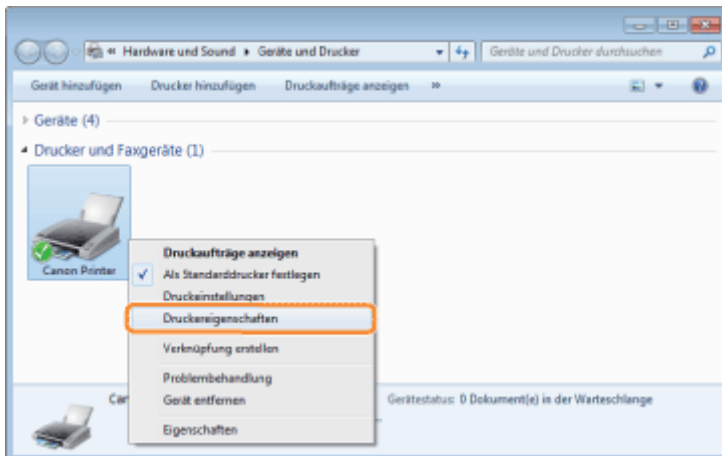 « Hardware und Sound ▸ Geräte und Drucker
Geräte und Drucker durchsuchen
Gerät hinzufügen Drucker hinzufügen Druckaufträge anzeigen »
Geräte (4)
Drucker und Faxgeräte (1)
Canon Printer
Druckaufträge anzeigen
Als Standarddrucker festlegen
Druckeinstellungen
Druckereigenschaften
Verknüpfung erstellen
Problembehandlung
Gerät entfernen
Eigenschaften
Gerätestatus: 0 Dokument(e) in der Warteschlange